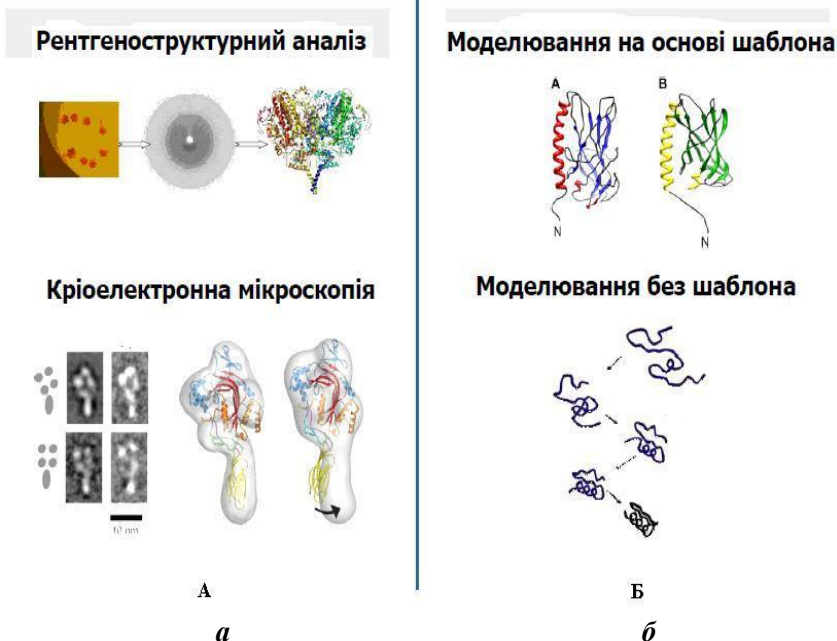 Рентгеноструктурний аналіз
Кріоелектронна мікроскопія
10 nm
А
а
Моделювання на основі шаблона
A
B
N
N
Моделювання без шаблона
Б
б